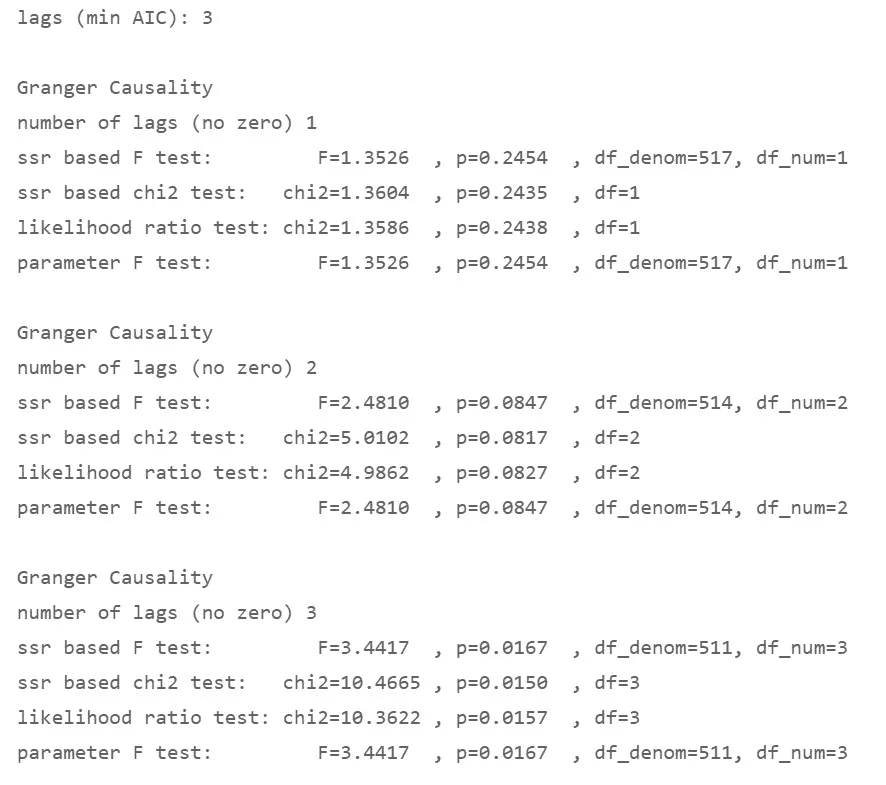 lags (min AIC): 3
Granger Causality
number of lags (no zero) 1
ssr based F test:         F=1.3526  , p=0.2454  , df_denom=517, df_num=1
ssr based chi2 test:   chi2=1.3604  , p=0.2435  , df=1
likelihood ratio test: chi2=1.3586  , p=0.2438  , df=1
parameter F test:         F=1.3526  , p=0.2454  , df_denom=517, df_num=1
Granger Causality
number of lags (no zero) 2
ssr based F test:         F=2.4810  , p=0.0847  , df_denom=514, df_num=2
ssr based chi2 test:   chi2=5.0102  , p=0.0817  , df=2
likelihood ratio test: chi2=4.9862  , p=0.0827  , df=2
parameter F test:         F=2.4810  , p=0.0847  , df_denom=514, df_num=2
Granger Causality
number of lags (no zero) 3
ssr based F test:         F=3.4417  , p=0.0167  , df_denom=511, df_num=3
ssr based chi2 test:   chi2=10.4665 , p=0.0150  , df=3
likelihood ratio test: chi2=10.3622 , p=0.0157  , df=3
parameter F test:         F=3.4417  , p=0.0167  , df_denom=511, df_num=3